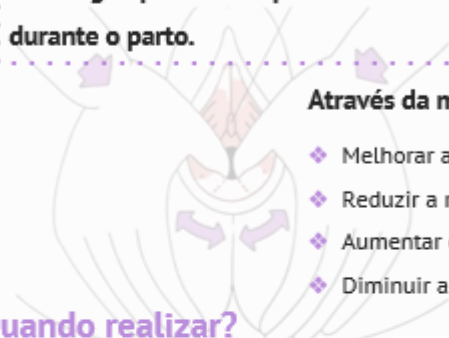 durante o parto.
Através da
Melhorar a
Reduzir a
Aumentar
Diminuir a
uando realizar?